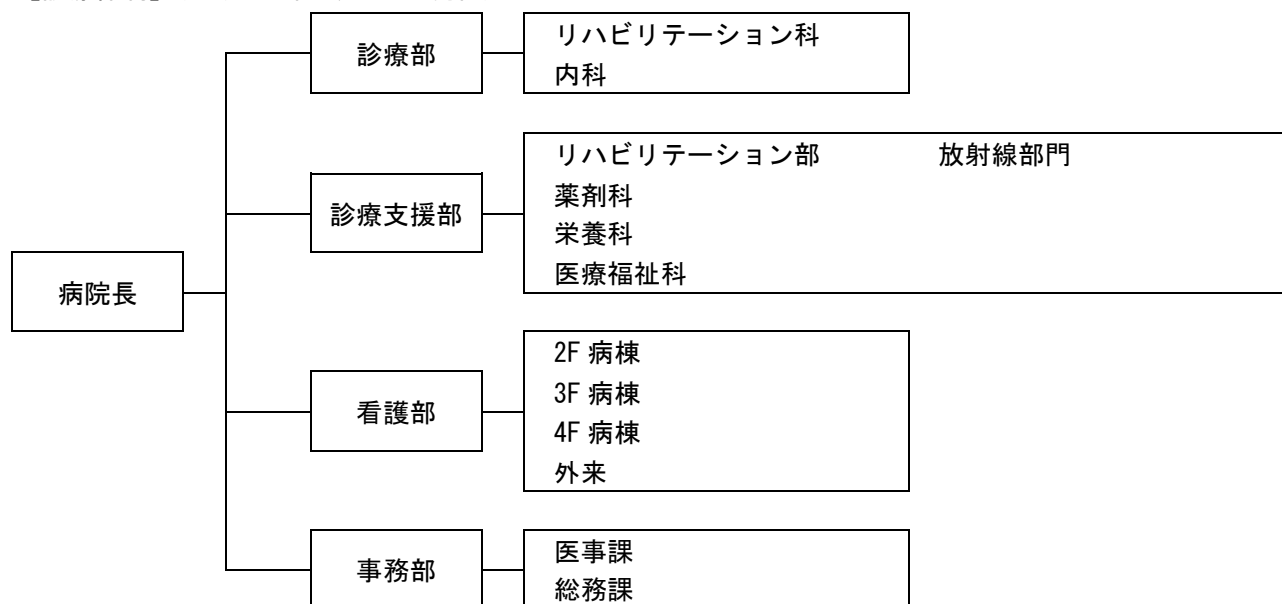 診療部
リハビリテーション科
内科
診療支援部
リハビリテーション部 放射線部門
薬剤科
栄養科
医療福祉科
病院長
看護部
2F 病棟
3F 病棟
4F 病棟
外来
事務部
医事課
総務課